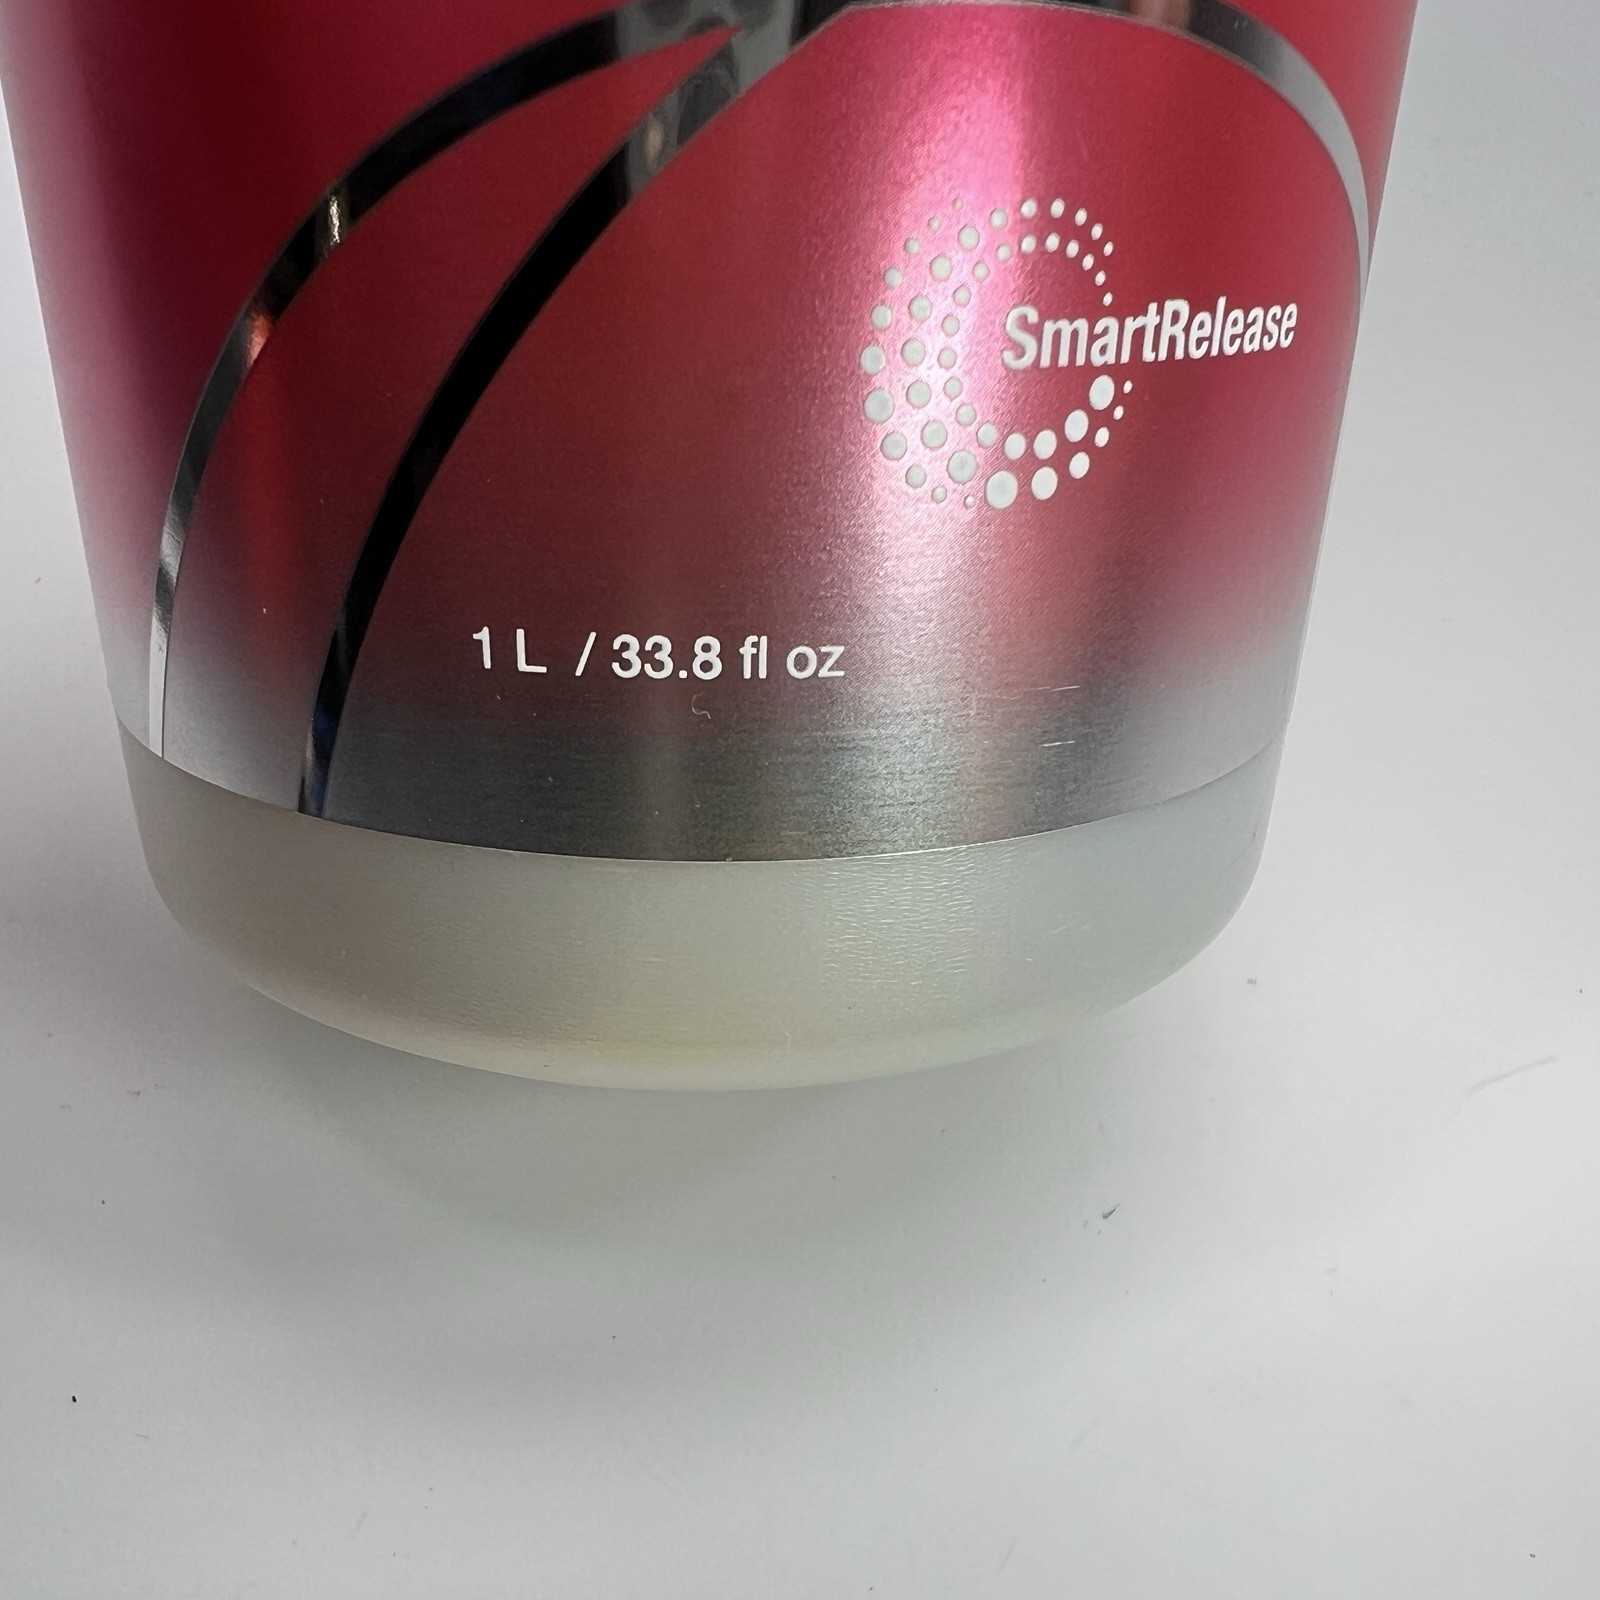 SmartRelease
1 L / 33.8 fl oz